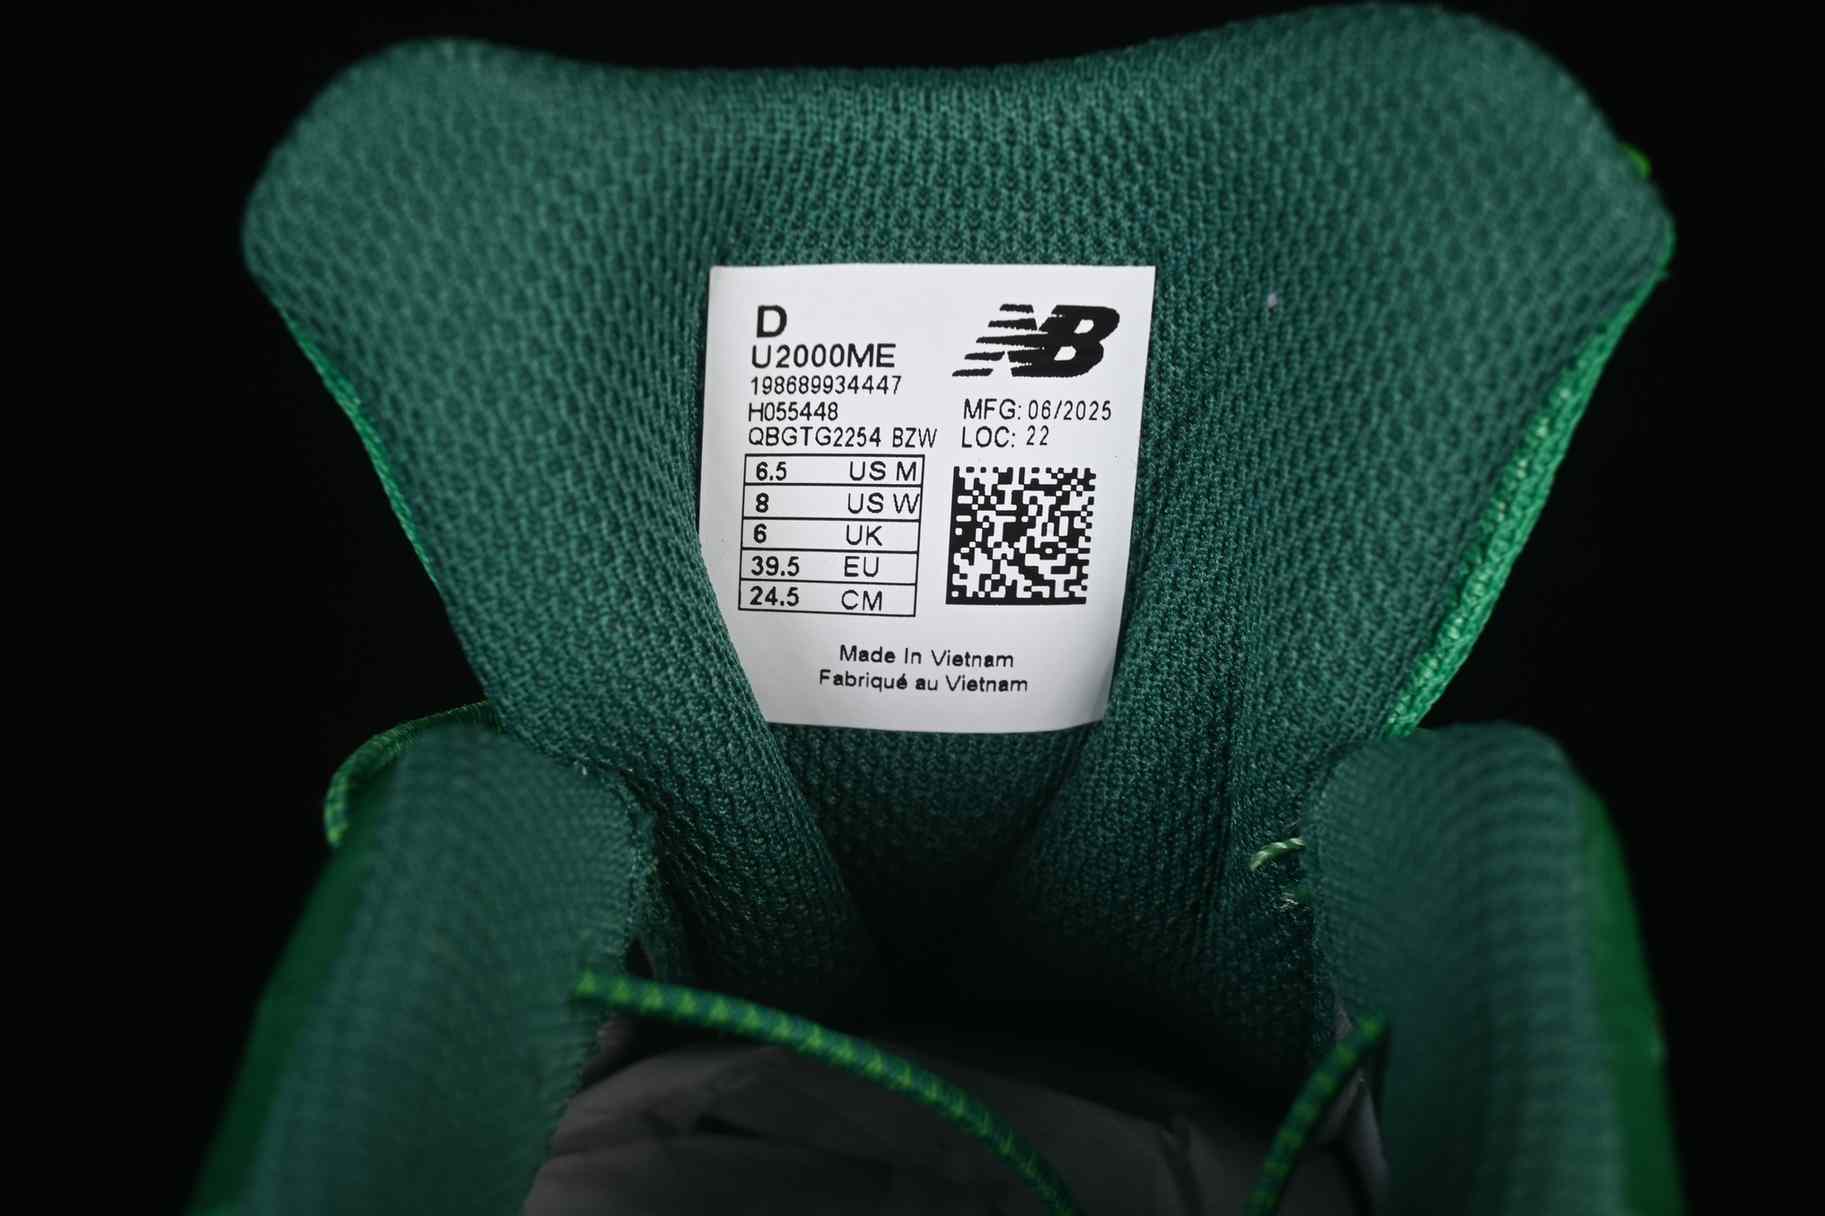 D
U2000ME
198689934447
H055448
QBGTG2254 BZW
NB
MFG: 06/2025
LOC: 22
6.5 US M
8 US W
6 UK
39.5 EU
24.5 CM
Made In Vietnam
Fabriqué au Vietnam